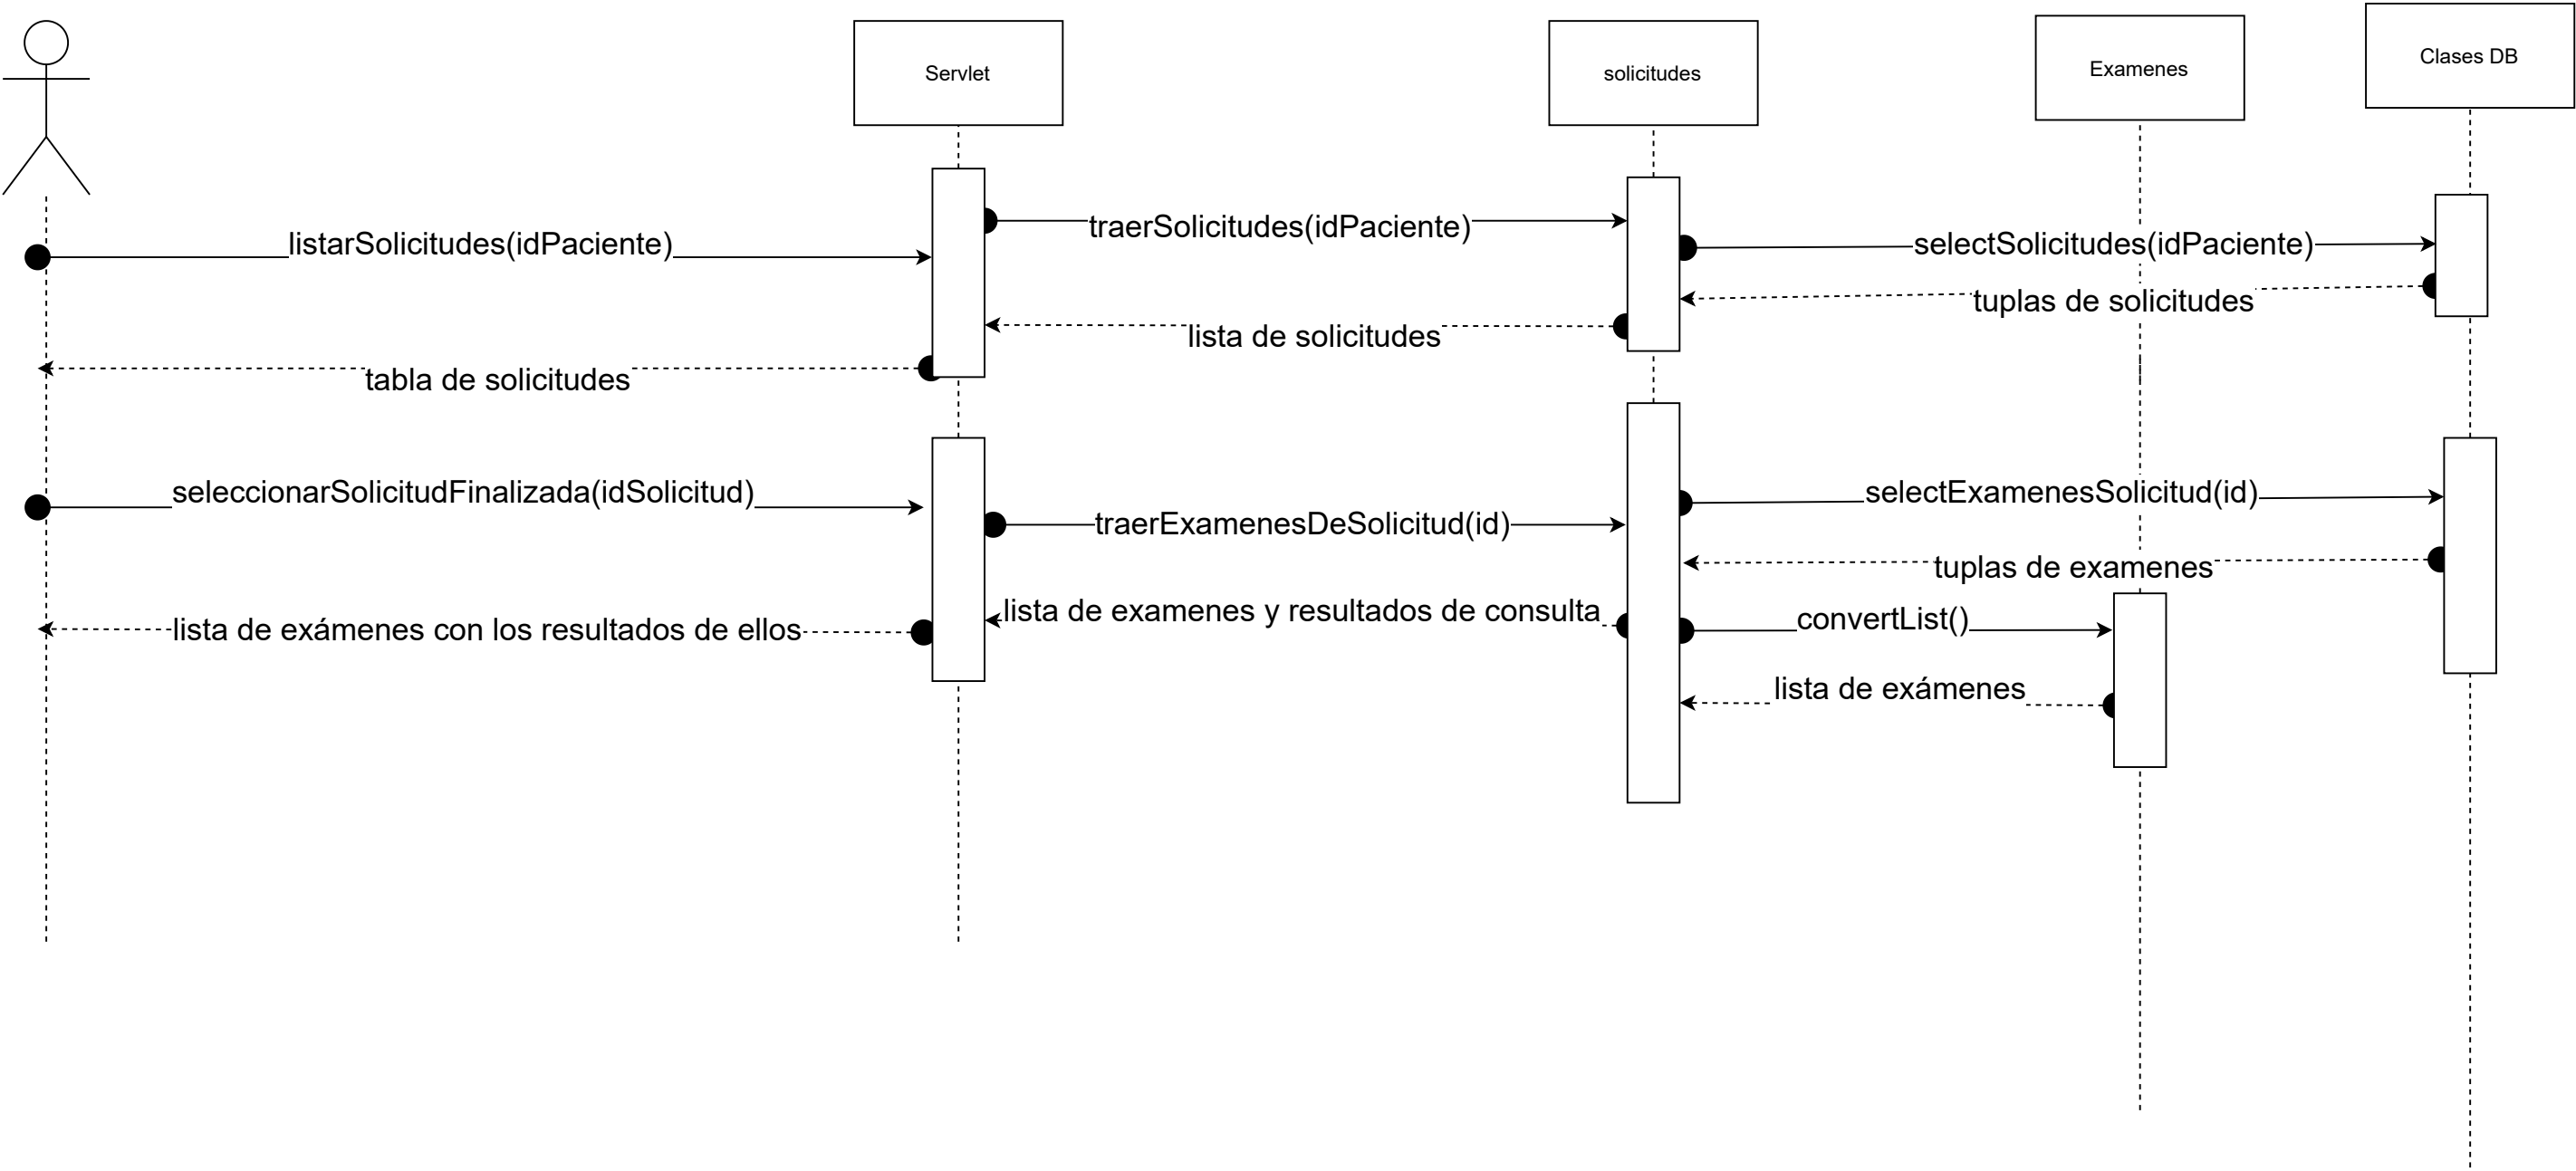 Servlet
solicitudes
Examenes
Clases DB
listarSolicitudes(idPaciente)
traerSolicitudes(idPaciente)
selectSolicitudes(idPaciente)
tuplas de solicitudes
lista de solicitudes
tabla de solicitudes
seleccionarSolicitudFinalizada(idSolicitud)
traerExamenesDeSolicitud(id)
selectExamenesSolicitud(id)
tuplas de examenes
lista de examenes y resultados de consulta
convertList()
lista de exámenes con los resultados de ellos
lista de exámenes